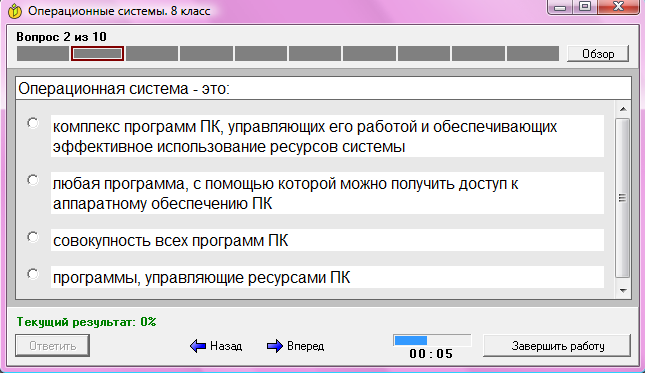 Операционные системы. 8 класс
Вопрос 2 из 10
Обзор
Операционная система - это:
комплекс программ ПК, управляющих его работой и обеспечивающих
эффективное использование ресурсов системы
любая программа, с помощью которой можно получить доступ к
аппаратному обеспечению ПК
совокупность всех программ ПК
программы, управляющие ресурсами ПК
Текущий результат: 0%
Ответить
Назад
Вперед
00:05
Завершить работу